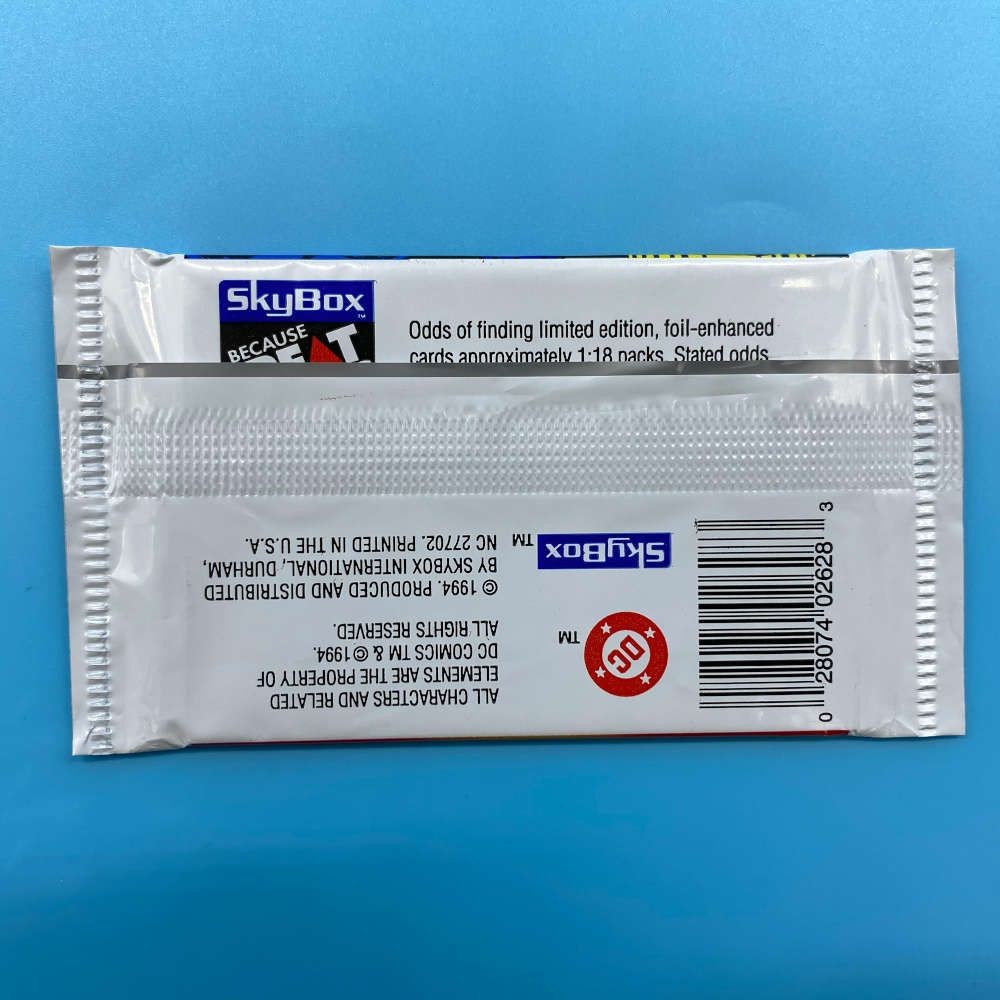 SkyBox™
BECAUSE
Odds of finding limited edition, foil-enhanced
cards approximately 1:18 packs. Stated odds
ALL CHARACTERS AND RELATED
ELEMENTS ARE THE PROPERTY OF
DC COMICS TM & © 1994.
ALL RIGHTS RESERVED.
© 1994. PRODUCED AND DISTRIBUTED
BY SKYBOX INTERNATIONAL, DURHAM,
NC 27702. PRINTED IN THE U.S.A.
DC TM
SkyBox TM
0 28074 02628 3